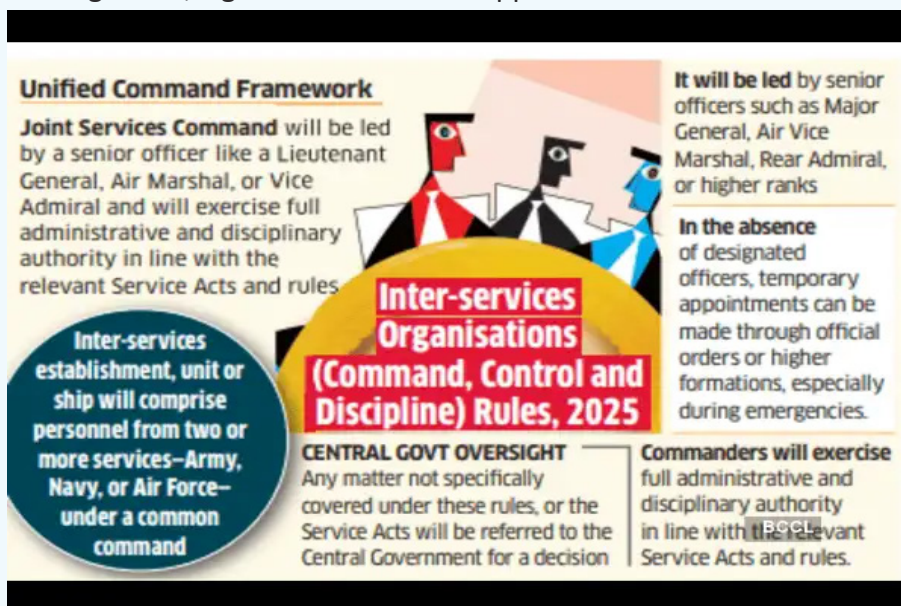 Unified Command Framework
Joint Services Command will be led
by a senior officer like a Lieutenant
General, Air Marshal, or Vice
Admiral and will exercise full
administrative and disciplinary
authority in line with the
relevant Service Acts and rules
Inter-services
establishment, unit or
ship will comprise
personnel from two or
more services–Army,
Navy, or Air Force–
under a common
command
Inter-services
Organisations
(Command, Control and
Discipline) Rules, 2025
CENTRAL GOVT OVERSIGHT
Any matter not specifically
covered under these rules, or the
Service Acts will be referred to the
Central Government for a decision
It will be led by senior
officers such as Major
General, Air Vice
Marshal, Rear Admiral,
or higher ranks
In the absence
of designated
officers, temporary
appointments can be
made through official
orders or higher
formations, especially
during emergencies.
Commanders will exercise
full administrative and
disciplinary authority
in line with the relevant
Service Acts and rules.
BCCL